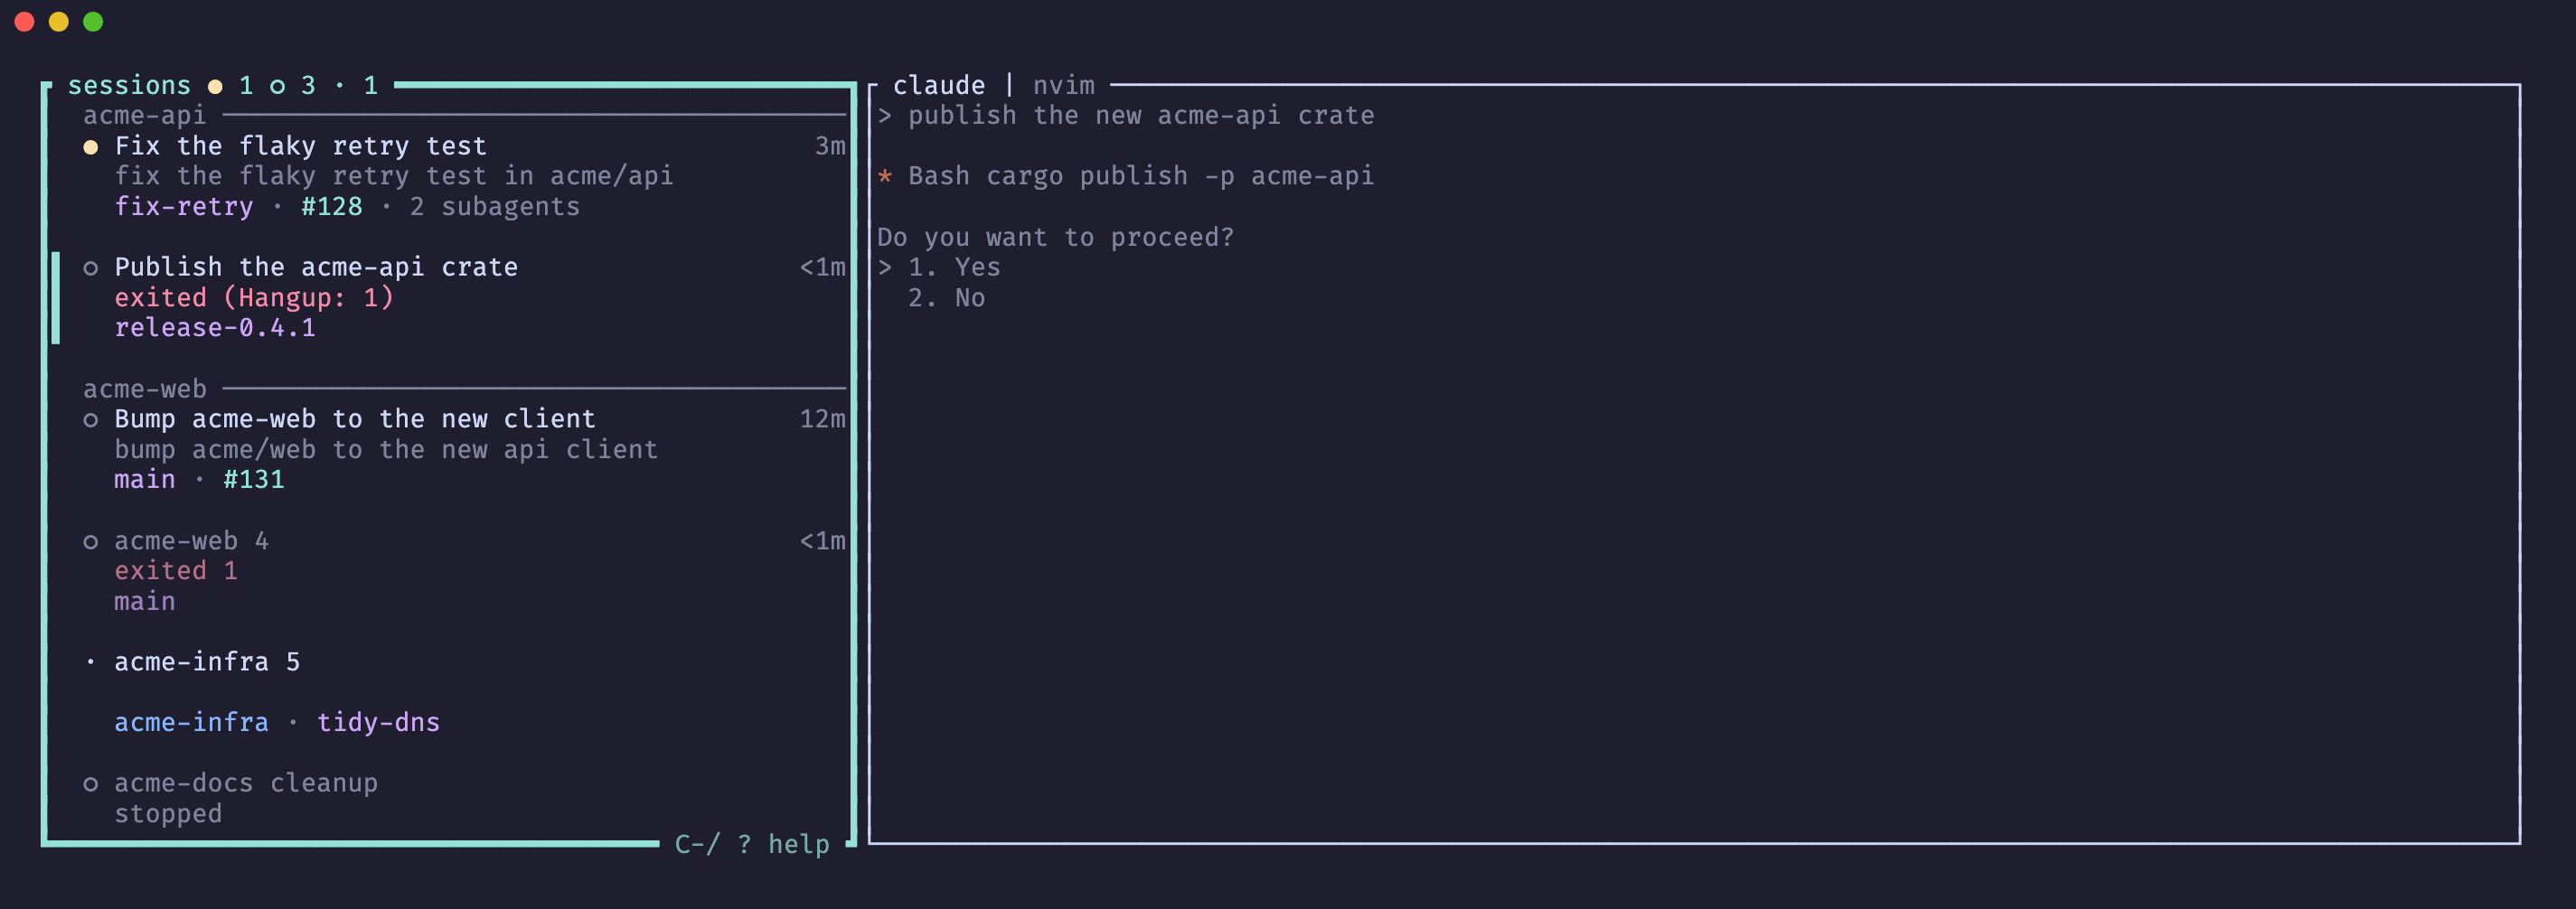 sessions ● 1 ○ 3 · 1
acme-api
● Fix the flaky retry test 3m
fix the flaky retry test in acme/api
fix-retry · #128 · 2 subagents
○ Publish the acme-api crate <1m
exited (Hangup: 1)
release-0.4.1
acme-web
○ Bump acme-web to the new client 12m
bump acme/web to the new api client
main · #131
○ acme-web 4 <1m
exited 1
main
· acme-infra 5
acme-infra · tidy-dns
○ acme-docs cleanup
stopped
C-/ ? help
claude | nvim
> publish the new acme-api crate
* Bash cargo publish -p acme-api
Do you want to proceed?
> 1. Yes
2. No